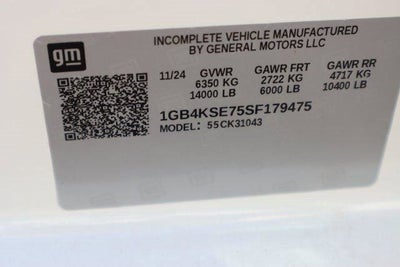 gm
INCOMPLETE VEHICLE MANUFACTURED
BY GENERAL MOTORS LLC
11/24 GVWR GAWR FRT GAWR RR
6350 KG 2722 KG 4717 KG
14000 LB 6000 LB 10400 LB
1GB4KSE75SF179475
MODEL: 55CK31043